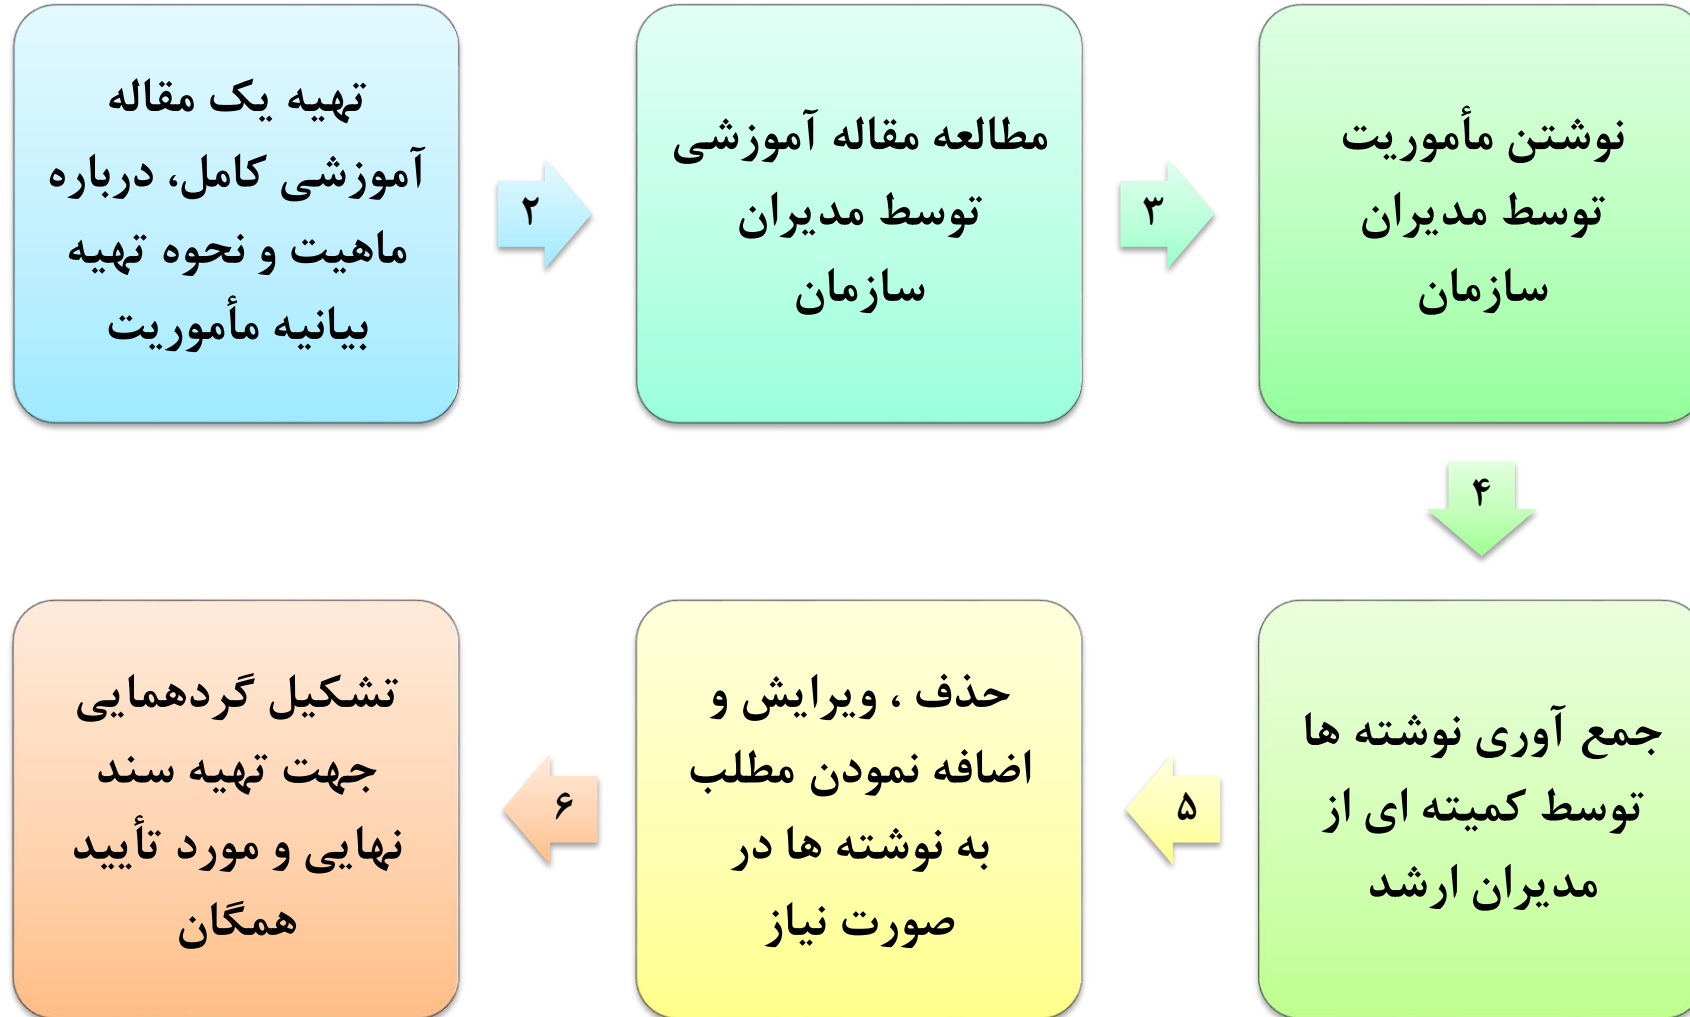 تهیه یک مقاله
آموزشی کامل، درباره
ماهیت و نحوه تهیه
بیانیه مأموریت
۲
مطالعه مقاله آموزشی
توسط مدیران
سازمان
۳
نوشتن مأموریت
توسط مدیران
سازمان
۴
جمع آوری نوشته ها
توسط کمیته ای از
مدیران ارشد
۵
حذف ، ویرایش و
اضافه نمودن مطلب
به نوشته ها در
صورت نیاز
۶
تشکیل گردهمایی
جهت تهیه سند
نهایی و مورد تأیید
همگان